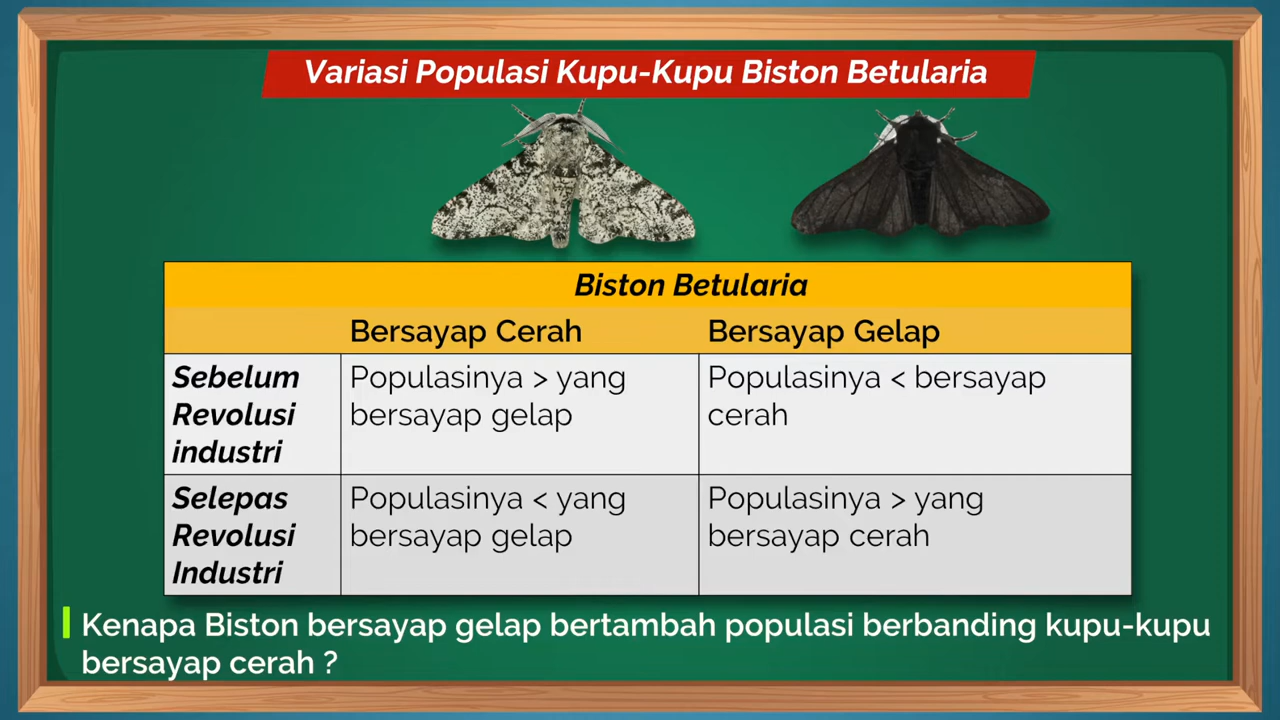 Variasi Populasi Kupu-Kupu Biston Betularia
Biston Betularia
Bersayap Cerah
Bersayap Gelap
Sebelum
Revolusi
industri
Populasinya > yang
bersayap gelap
Populasinya < bersayap
cerah
Selepas
Revolusi
Industri
Populasinya < yang
bersayap gelap
Populasinya > yang
bersayap cerah
Kenapa Biston bersayap gelap bertambah populasi berbanding kupu-kupu
bersayap cerah ?